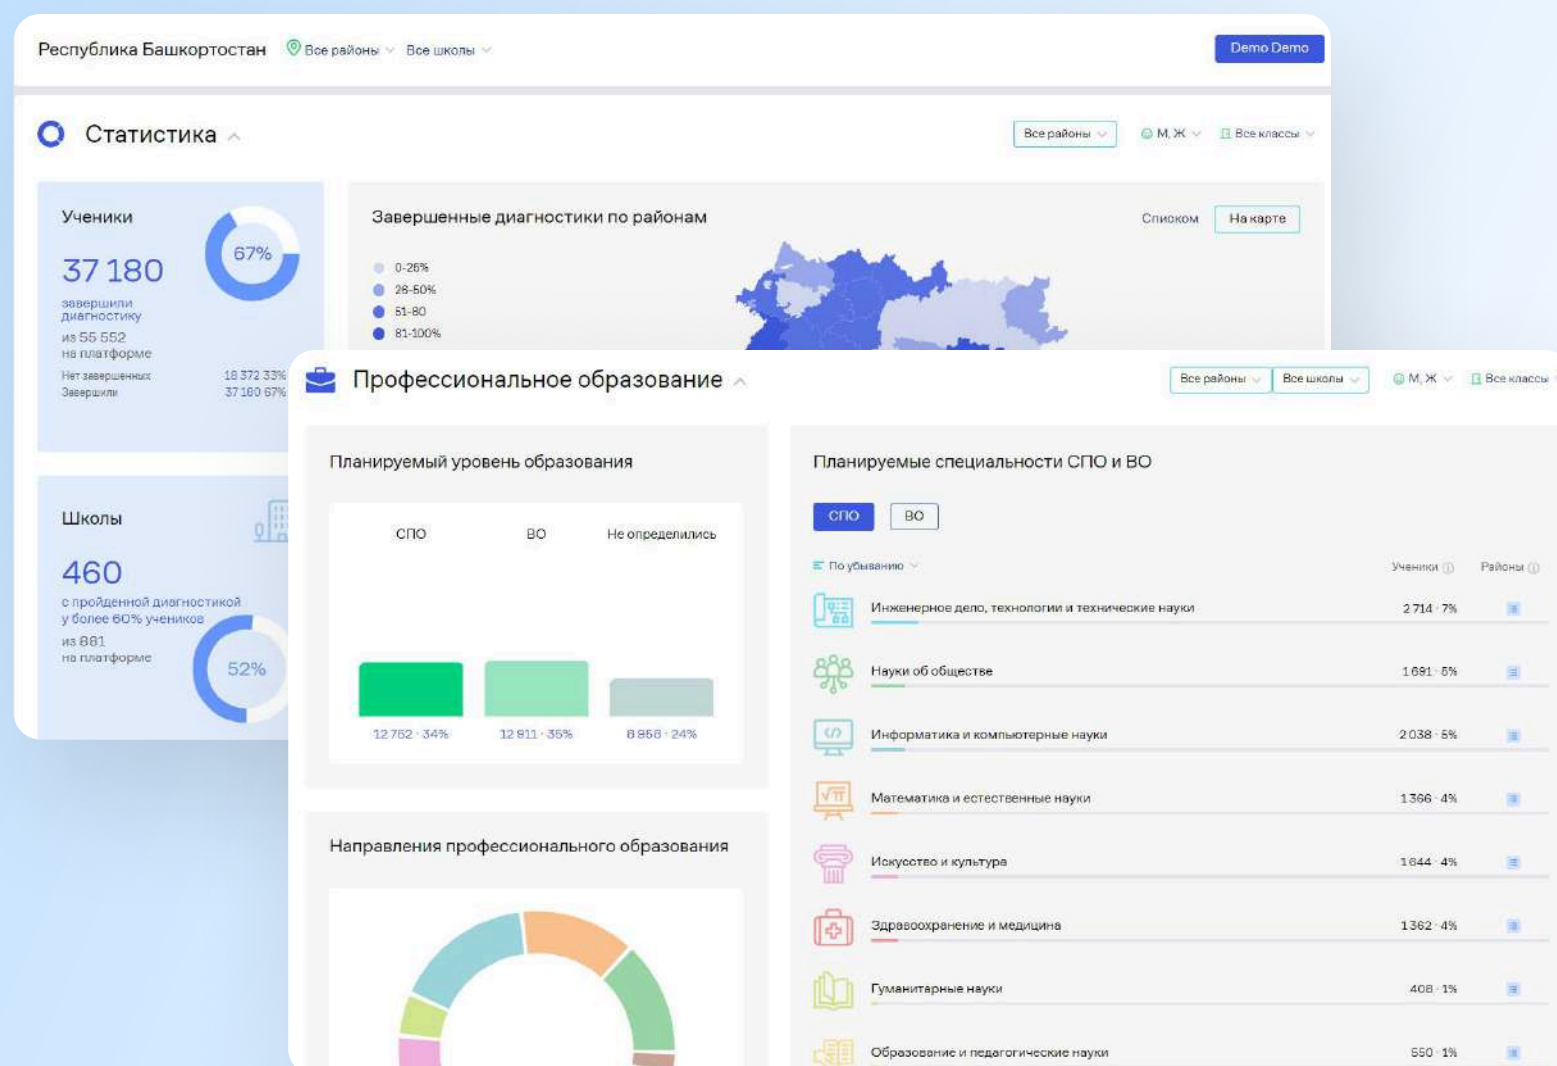 Республика Башкортостан
Все районы
Все школы
Demo Demo
Статистика
Все районы
М, Ж
Все классы
Ученики
67%
37 180
завершили
диагностику
из 55 552
на платформе
Нет завершенных 18 372 33%
Завершили 37 180 67%
Завершенные диагностики по районам
Списком
На карте
0-25%
26-50%
51-80
81-100%
Школы
460
с пройденной диагностикой
у более 60% учеников
из 881
на платформе
52%
Профессиональное образование
Все районы
Все школы
М, Ж
Все классы
Планируемый уровень образования
СПО
ВО
Не определились
12 762 · 34%
12 911 · 35%
8 958 · 24%
Направления профессионального образования
Планируемые специальности СПО и ВО
СПО
ВО
По убыванию
Ученики
Районы
Инженерное дело, технологии и технические науки 2 714 · 7%
Науки об обществе 1 691 · 5%
Информатика и компьютерные науки 2 038 · 5%
Математика и естественные науки 1 366 · 4%
Искусство и культура 1 644 · 4%
Здравоохранение и медицина 1 362 · 4%
Гуманитарные науки 408 · 1%
Образование и педагогические науки 550 · 1%